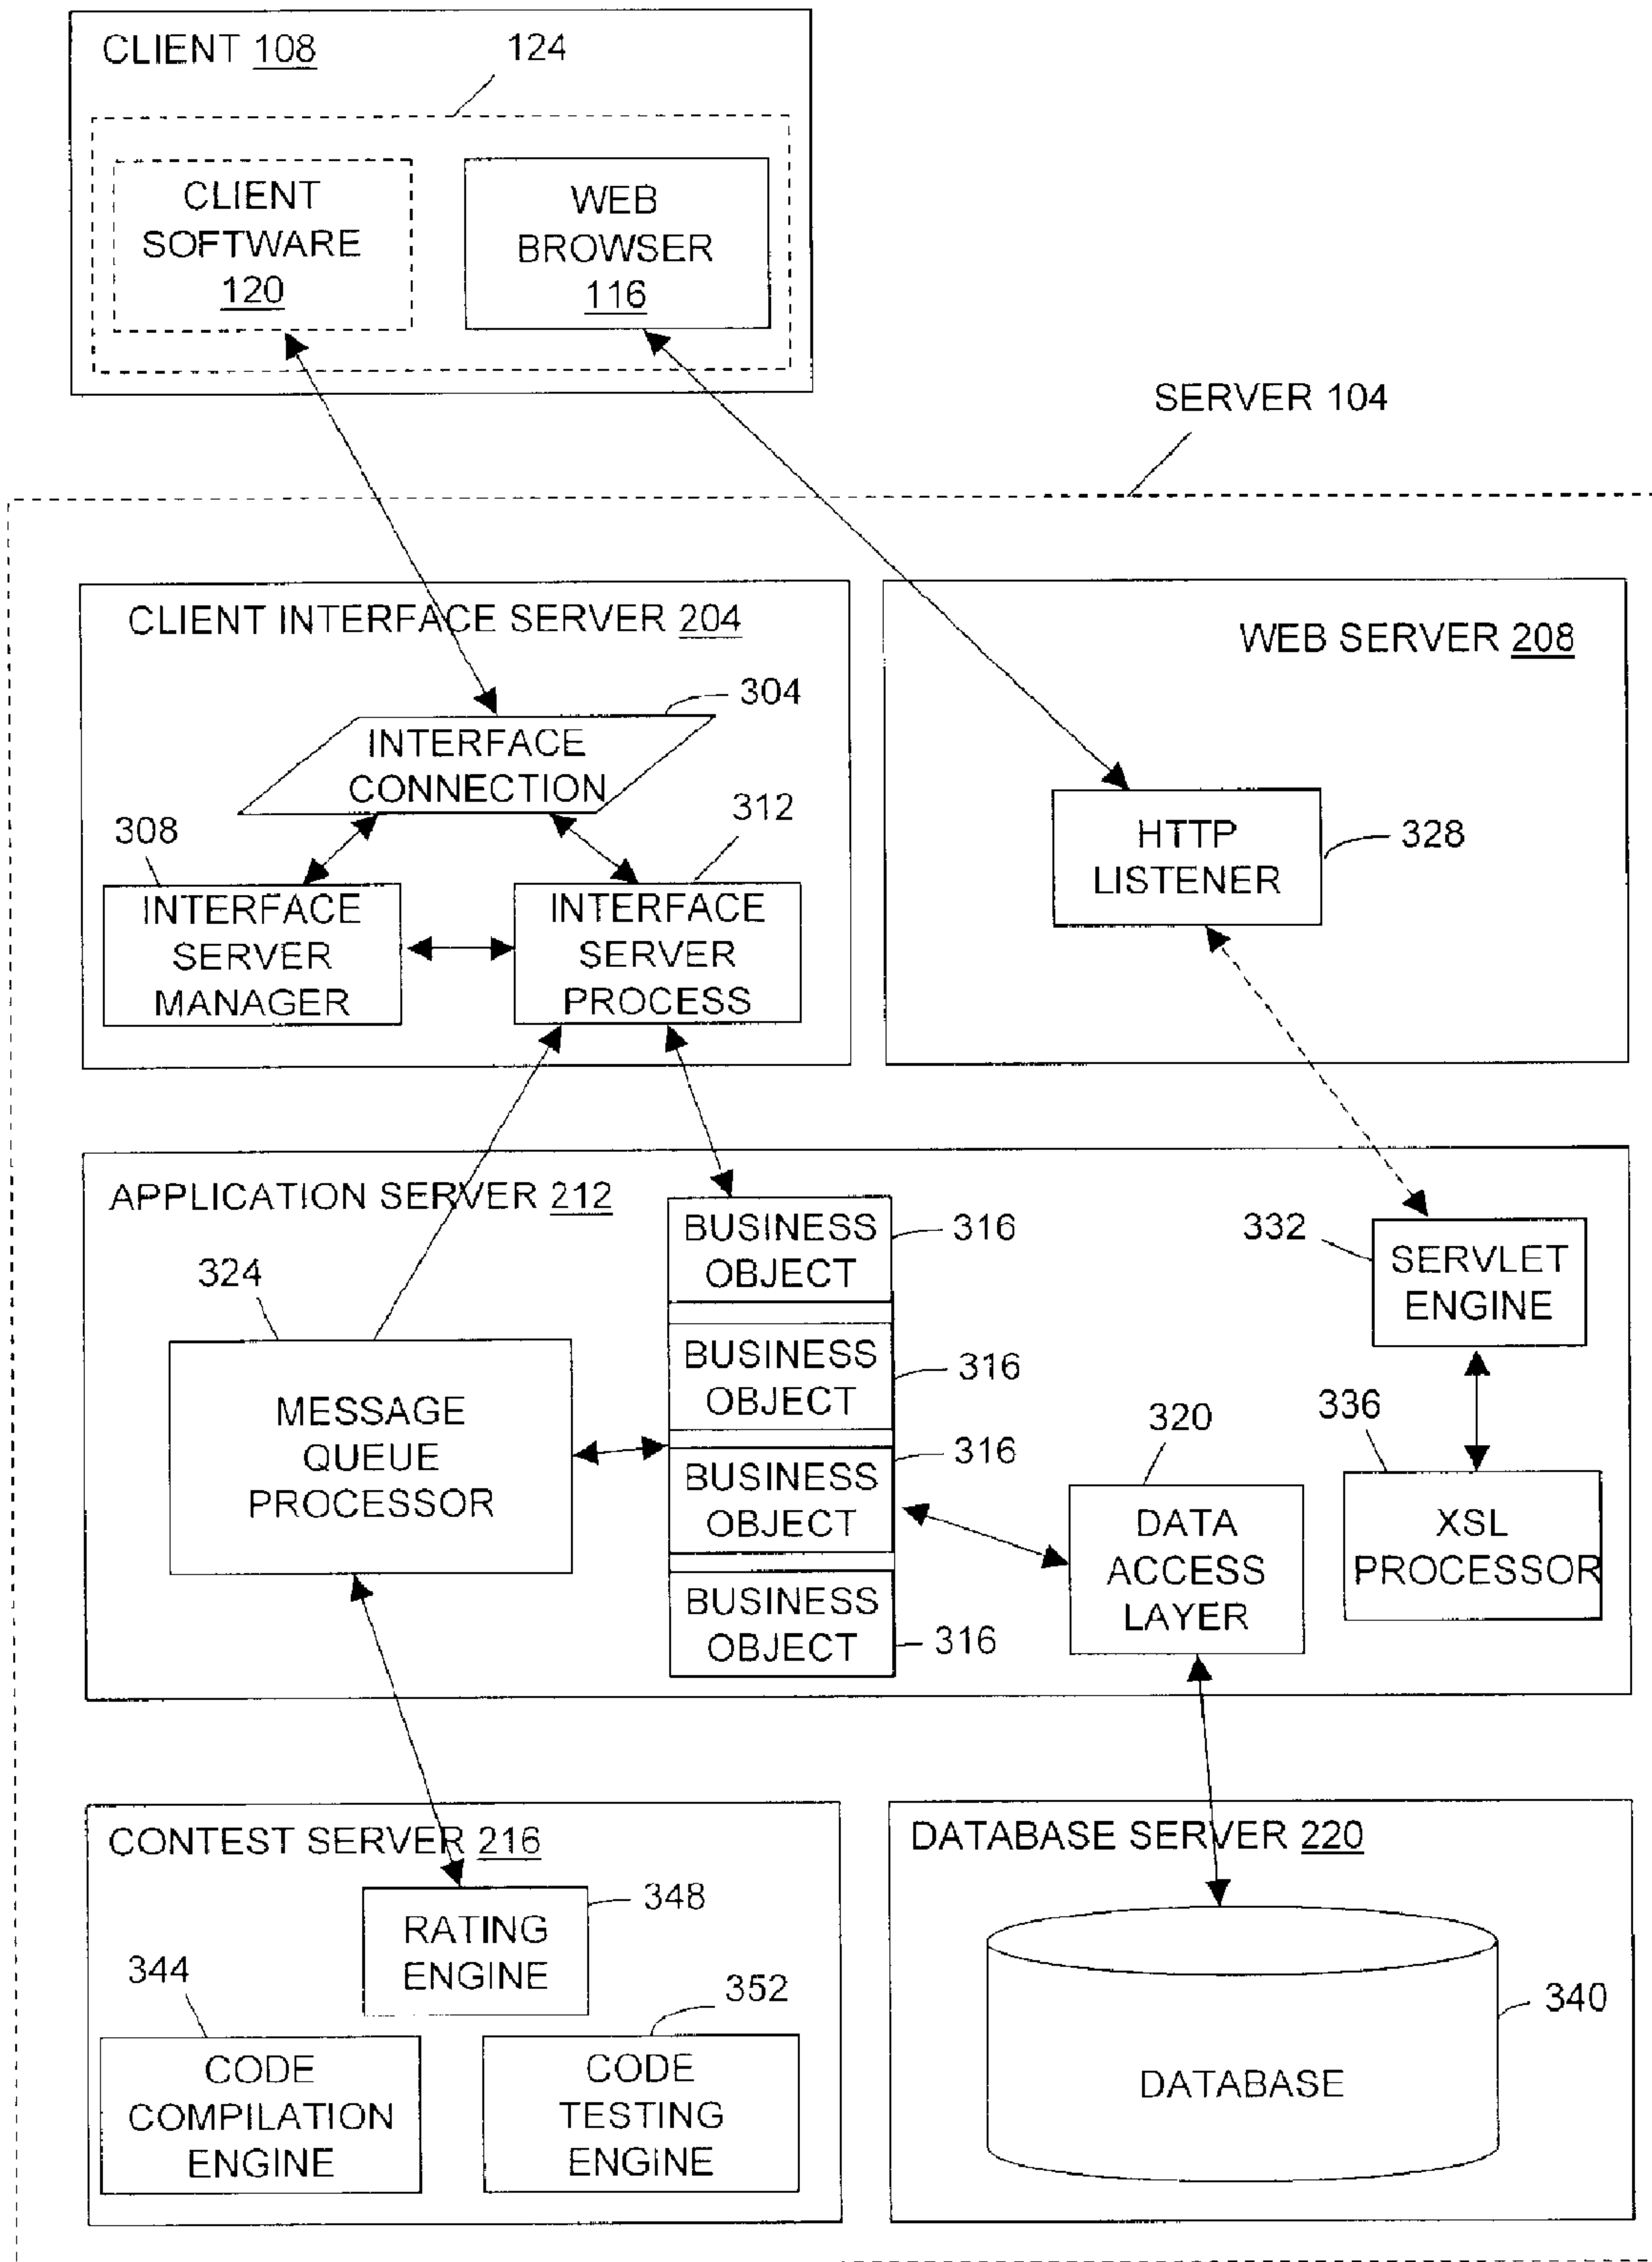 CLIENT 108
124
CLIENT
SOFTWARE
120
WEB
BROWSER
116
SERVER 104
CLIENT INTERFACE SERVER 204
304
INTERFACE
CONNECTION
308
312
INTERFACE
SERVER
MANAGER
INTERFACE
SERVER
PROCESS
WEB SERVER 208
HTTP
LISTENER
328
APPLICATION SERVER 212
324
MESSAGE
QUEUE
PROCESSOR
BUSINESS
OBJECT
316
BUSINESS
OBJECT
316
BUSINESS
OBJECT
316
BUSINESS
OBJECT
316
320
DATA
ACCESS
LAYER
332
SERVLET
ENGINE
336
XSL
PROCESSOR
CONTEST SERVER 216
348
RATING
ENGINE
344
CODE
COMPILATION
ENGINE
352
CODE
TESTING
ENGINE
DATABASE SERVER 220
340
DATABASE